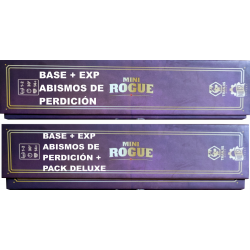 BASE + EXP
ABISMOS DE
PERDICIÓN
MINI
ROGUE
BASE + EXP
ABISMOS DE
PERDICIÓN +
PACK DELUXE
MINI
ROGUE